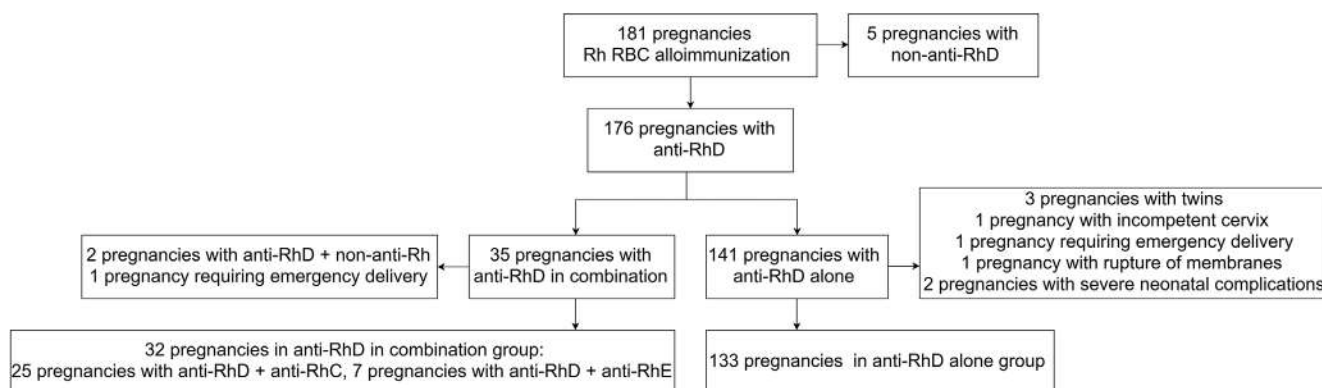 181 pregnancies
Rh RBC alloimmunization
5 pregnancies with
non-anti-RhD
176 pregnancies with
anti-RhD
2 pregnancies with anti-RhD + non-anti-Rh
1 pregnancy requiring emergency delivery
35 pregnancies with
anti-RhD in combination
141 pregnancies with
anti-RhD alone
3 pregnancies with twins
1 pregnancy with incompetent cervix
1 pregnancy requiring emergency delivery
1 pregnancy with rupture of membranes
2 pregnancies with severe neonatal complications
32 pregnancies in anti-RhD in combination group:
25 pregnancies with anti-RhD + anti-RhC, 7 pregnancies with anti-RhD + anti-RhE
133 pregnancies in anti-RhD alone group